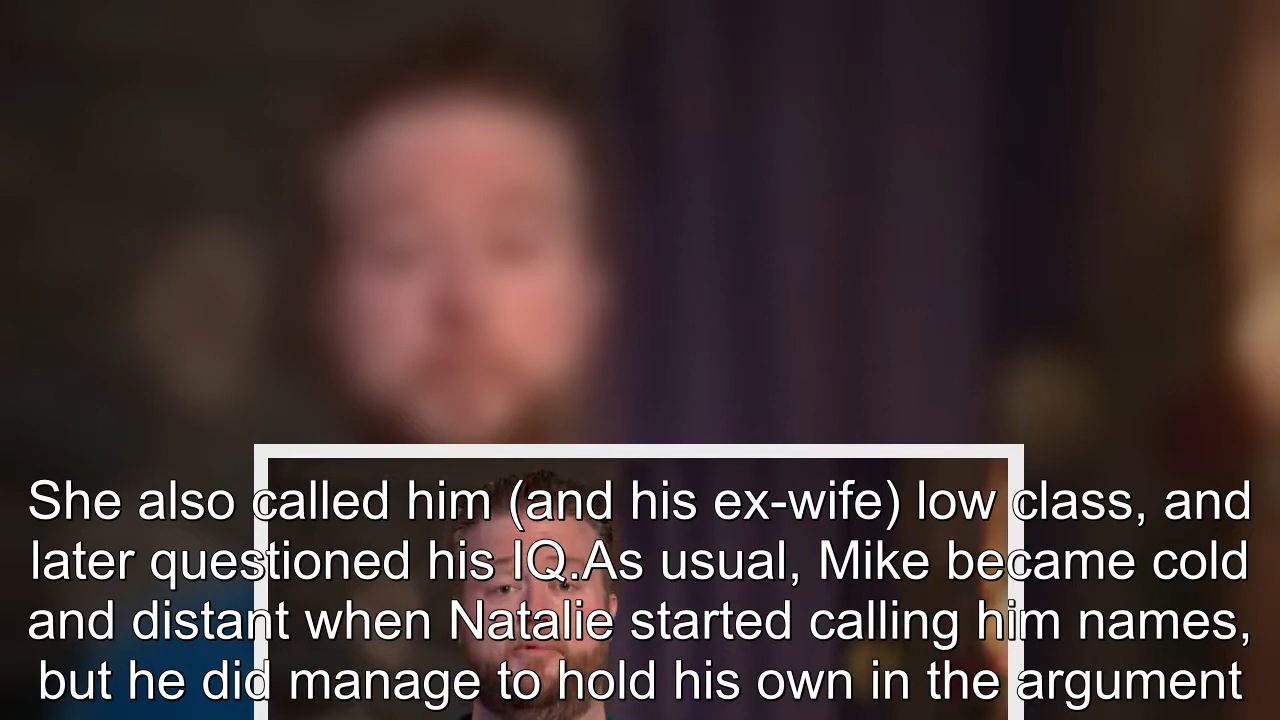 She also called him (and his ex-wife) low class, and
later questioned his IQ.As usual, Mike became cold
and distant when Natalie started calling him names,
but he did manage to hold his own in the argument